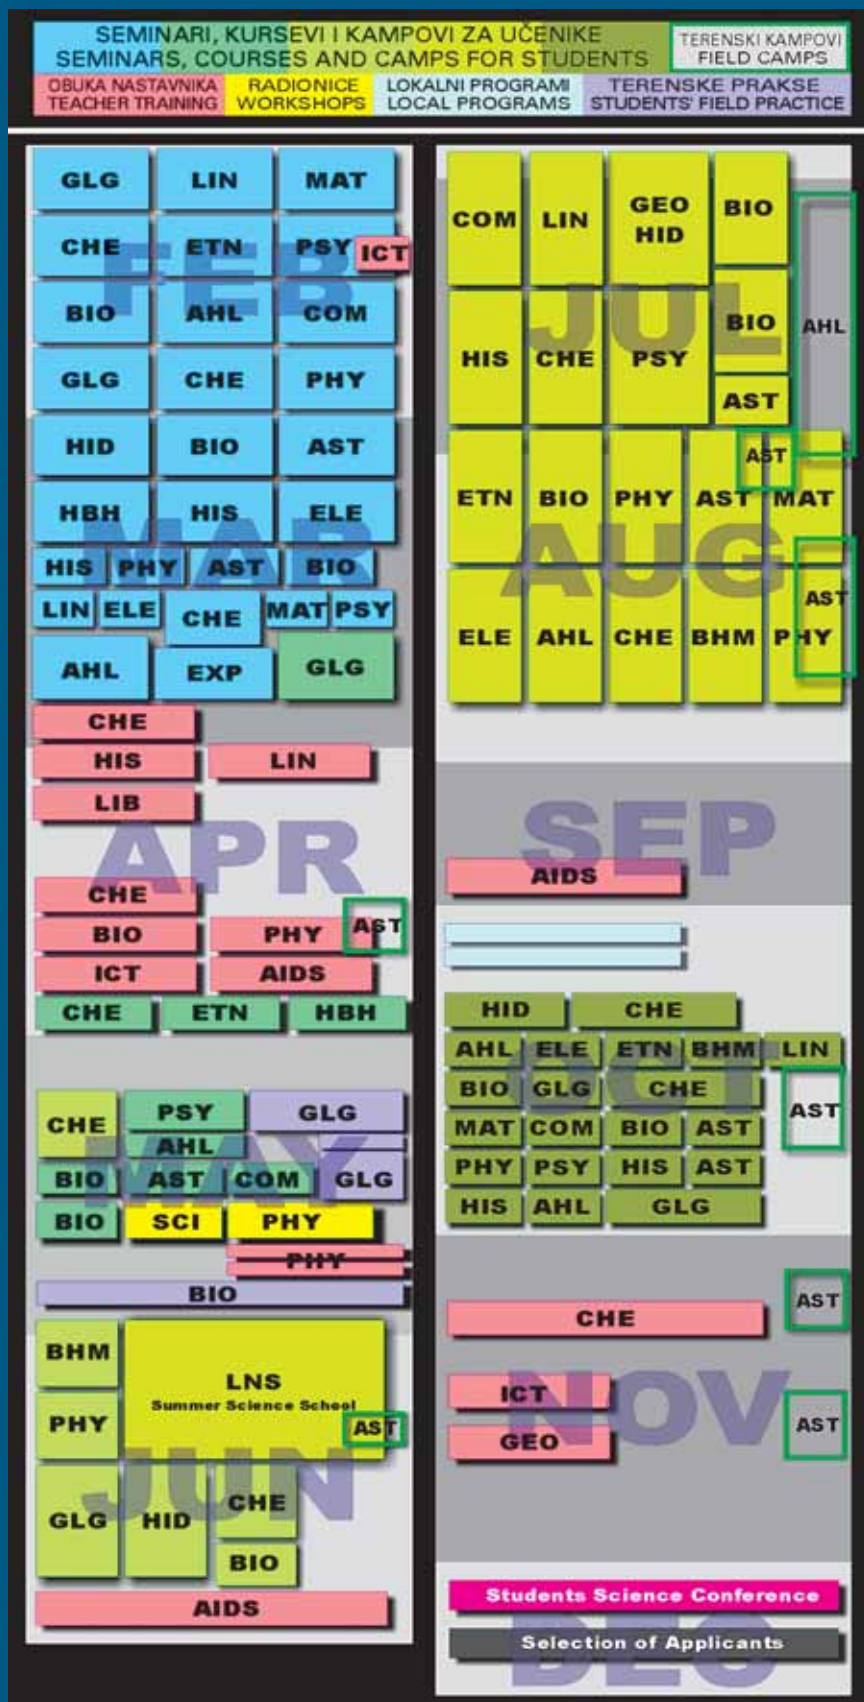 SEMINARI, KURSEVI I KAMPOVI ZA UČENIKE
SEMINARS, COURSES AND CAMPS FOR STUDENTS
TERENSKI KAMPOVI
FIELD CAMPS
OBUKA NASTAVNIKA
TEACHER TRAINING
RADIONICE
WORKSHOPS
LOKALNI PROGRAMI
LOCAL PROGRAMS
TERENSKE PRAKSE
STUDENTS' FIELD PRACTICE
FEB
GLG LIN MAT
CHE ETN PSY ICT
BIO AHL COM
GLG CHE PHY
MAR
HID BIO AST
HBH HIS ELE
HIS PHY AST BIO
LIN ELE CHE MAT PSY
AHL EXP GLG
CHE
APR
HIS LIN
LIB
CHE
BIO PHY AST
ICT AIDS
CHE ETN HBH
MAY
CHE PSY GLG
AHL
BIO AST COM GLG
BIO SCI PHY
PHY
BIO
JUN
BHM LNS
Summer Science School
PHY AST
GLG HID CHE
BIO
AIDS
JUL
COM LIN GEO BIO
HID
BIO AHL
HIS CHE PSY
AST
AUG
AST
ETN BIO PHY AST MAT
AST
ELE AHL CHE BHM PHY
SEP
AIDS
OCT
HID CHE
AHL ELE ETN BHM LIN
BIO GLG CHE
AST
MAT COM BIO AST
PHY PSY HIS AST
HIS AHL GLG
NOV
AST
CHE
ICT
AST
GEO
DEC
Students Science Conference
Selection of Applicants